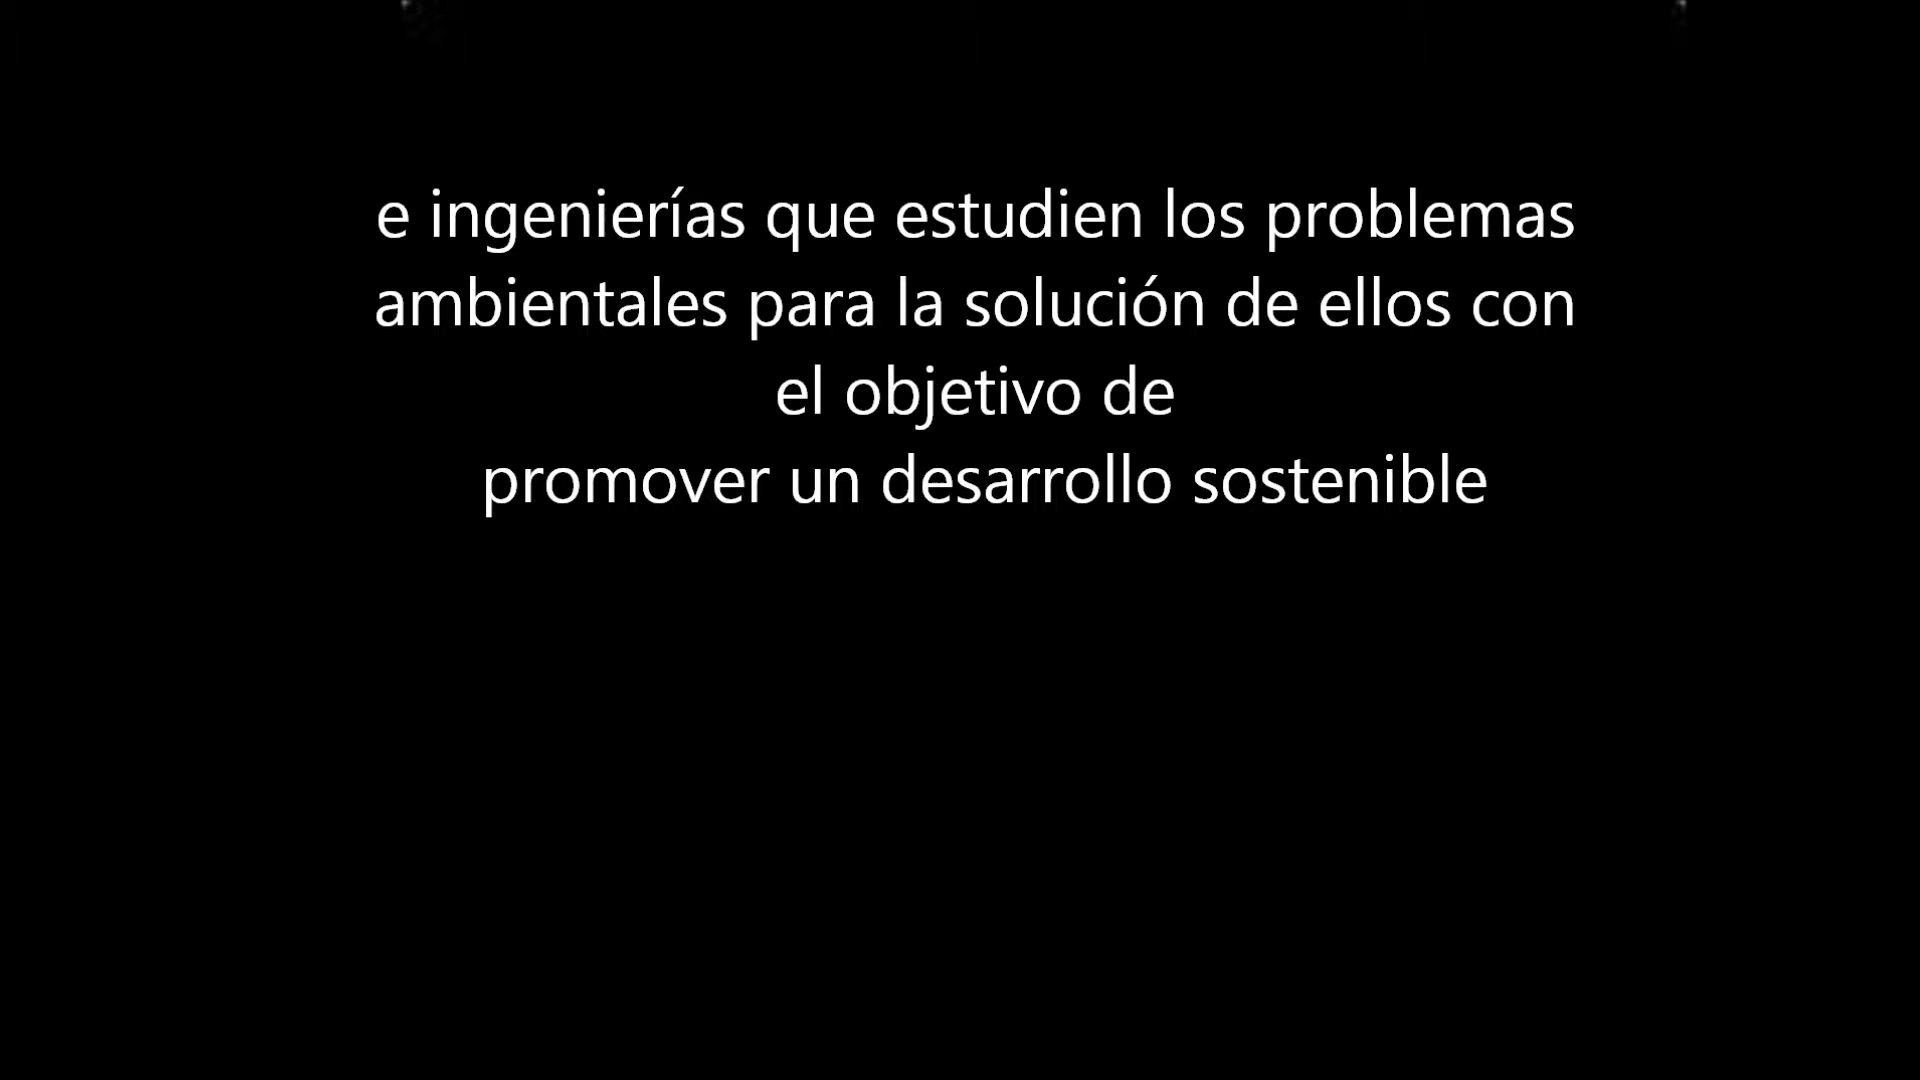 e ingenierías que estudien los problemas
ambientales para la solución de ellos con
el objetivo de
promover un desarrollo sostenible